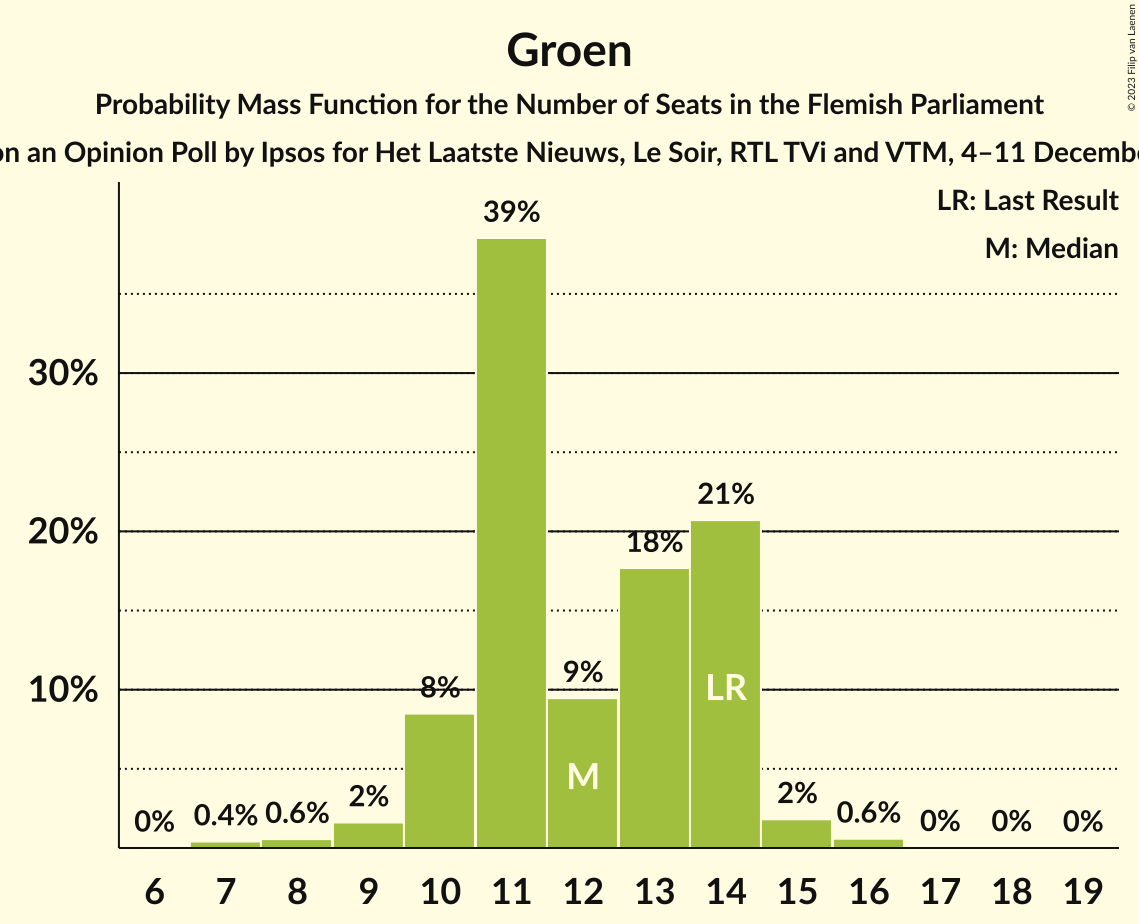 © 2023 Filip van Laenen
Groen
Probability Mass Function for the Number of Seats in the Flemish Parliament
on an Opinion Poll by Ipsos for Het Laatste Nieuws, Le Soir, RTL TVi and VTM, 4–11 Decembe
LR: Last Result
M: Median
39%
30%
21%
20%
18%
10%
9%
8%
LR
M
0%
0.4%
0.6%
2%
2%
0.6%
0%
0%
0%
6 7 8 9 10 11 12 13 14 15 16 17 18 19